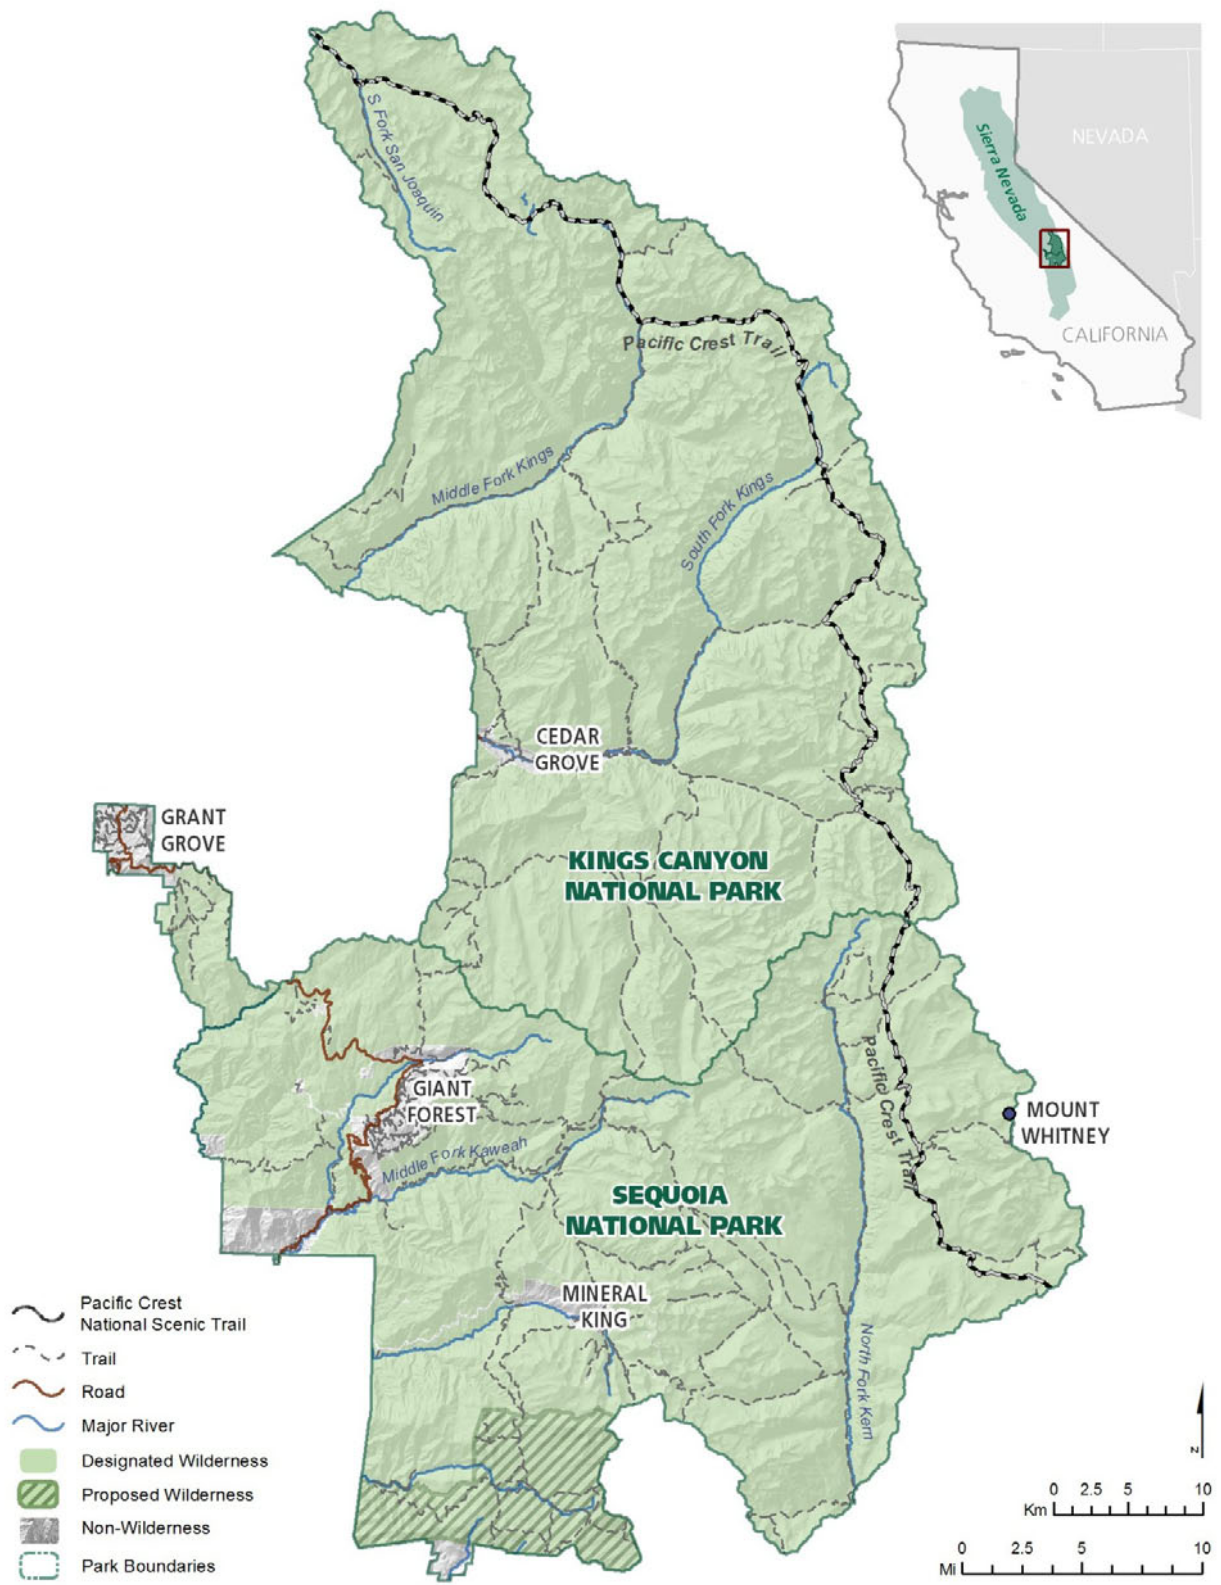 S Fork San Joaquin
Sierra Nevada
NEVADA
CALIFORNIA
Pacific Crest Trail
Middle Fork Kings
South Fork Kings
CEDAR
GROVE
GRANT
GROVE
KINGS CANYON
NATIONAL PARK
Pacific Crest Trail
GIANT
FOREST
MOUNT
WHITNEY
Middle Fork Kaweah
SEQUOIA
NATIONAL PARK
MINERAL
KING
North Fork Kern
Pacific Crest
National Scenic Trail
Trail
Road
Major River
Designated Wilderness
Proposed Wilderness
Non-Wilderness
Park Boundaries
N
0 2.5 5 10
Km
0 2.5 5 10
Mi